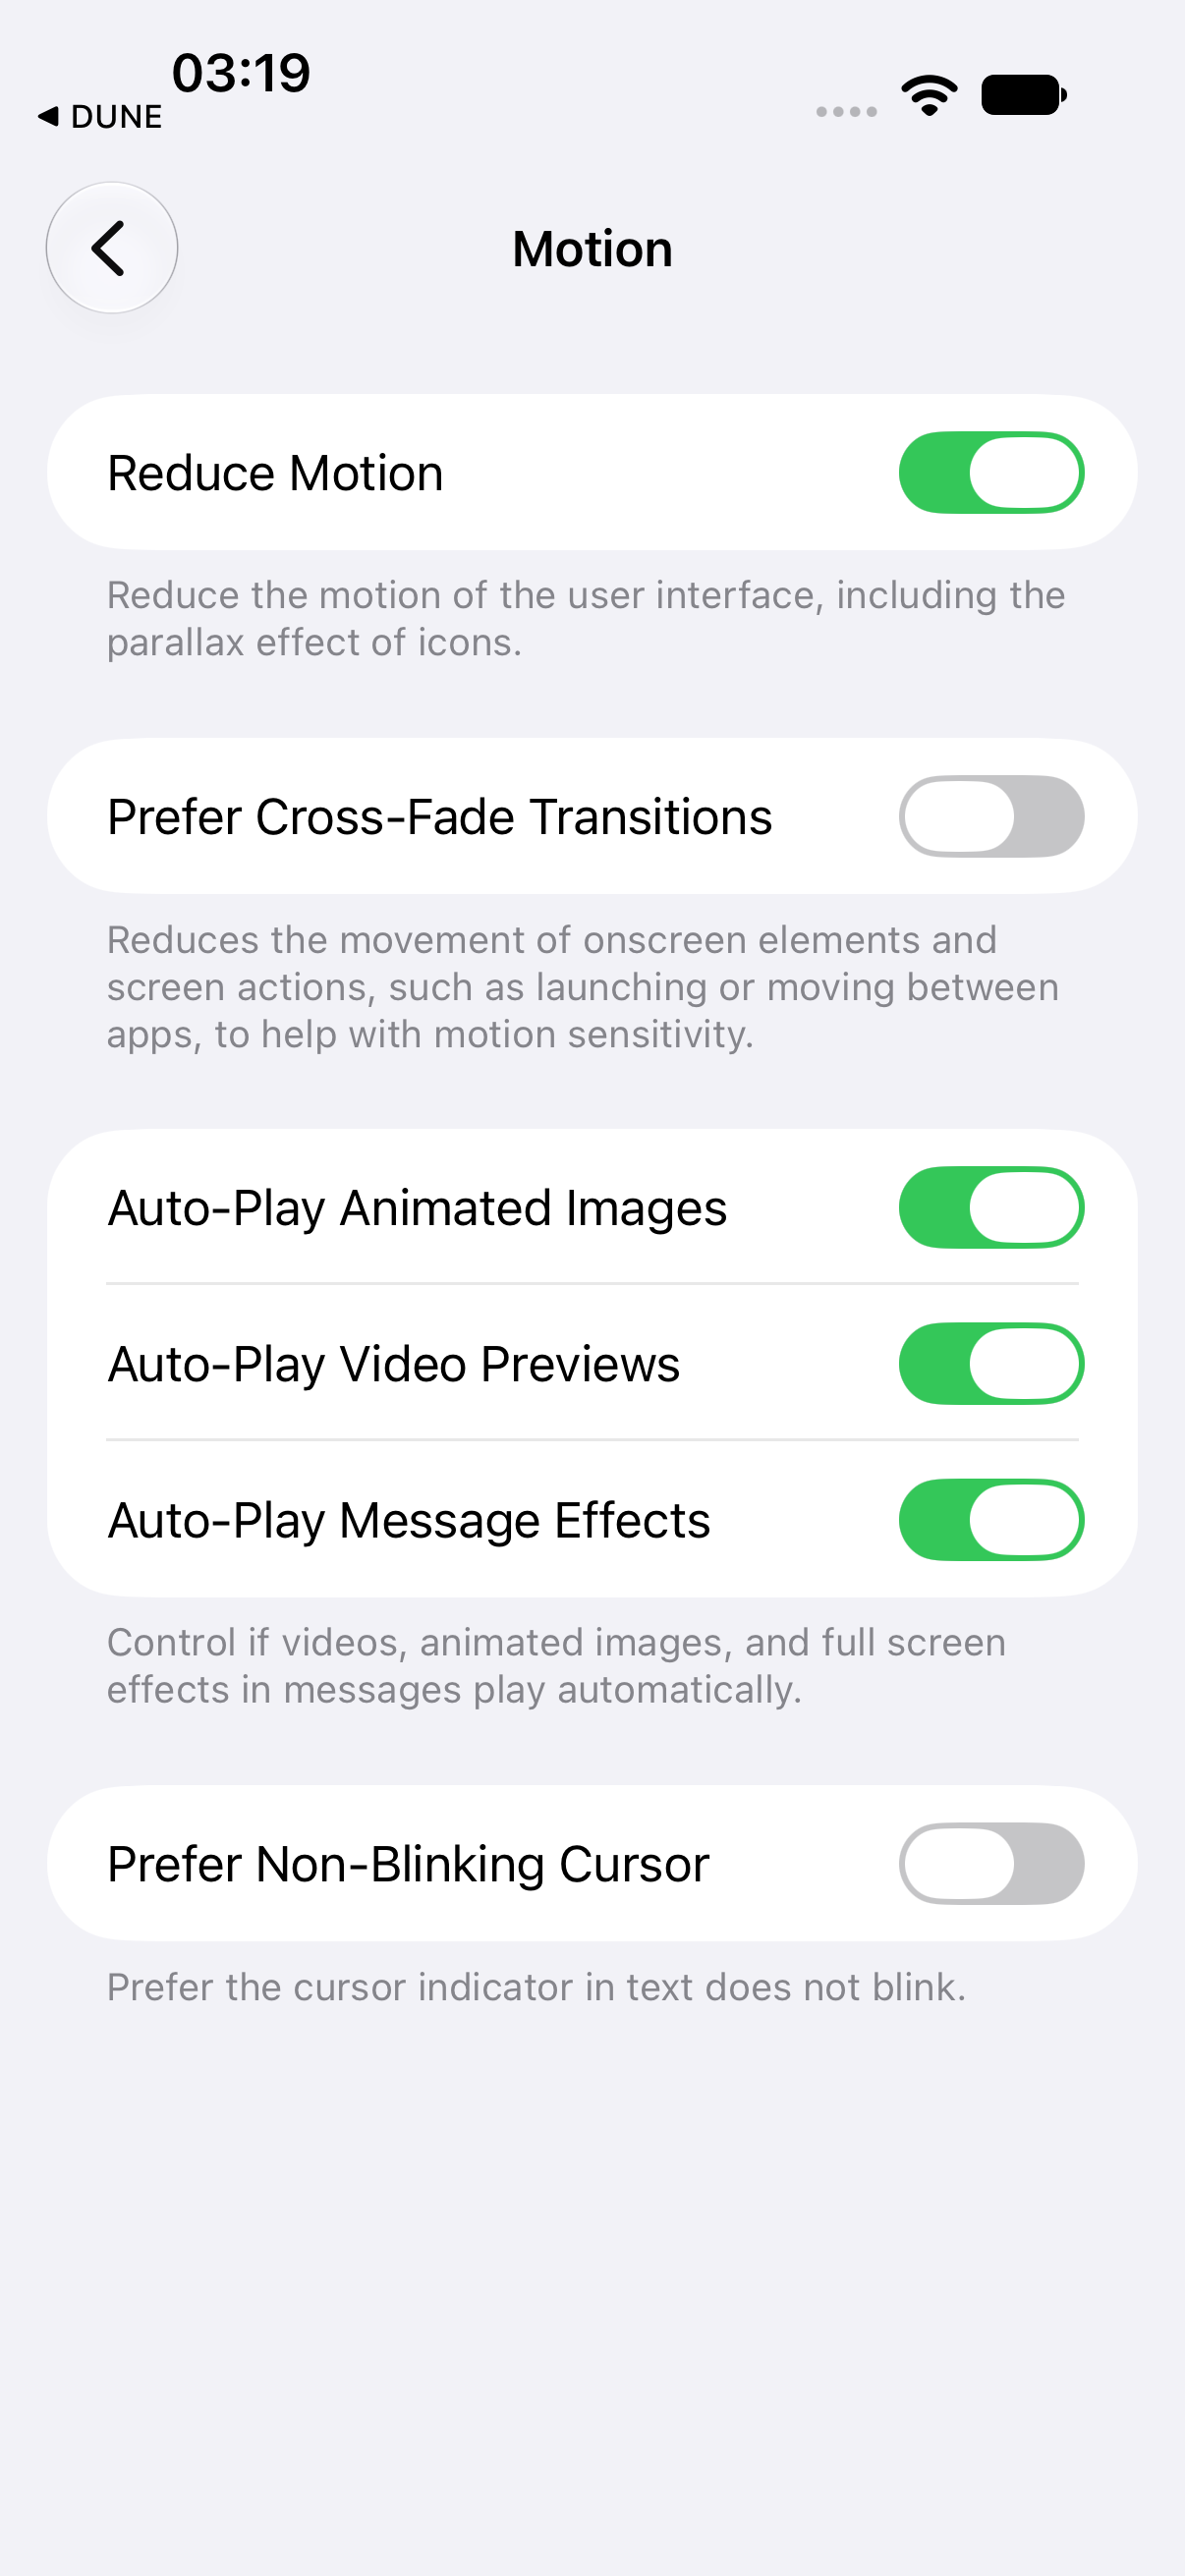 03:19
◀ DUNE
Motion
Reduce Motion
Reduce the motion of the user interface, including the
parallax effect of icons.
Prefer Cross-Fade Transitions
Reduces the movement of onscreen elements and
screen actions, such as launching or moving between
apps, to help with motion sensitivity.
Auto-Play Animated Images
Auto-Play Video Previews
Auto-Play Message Effects
Control if videos, animated images, and full screen
effects in messages play automatically.
Prefer Non-Blinking Cursor
Prefer the cursor indicator in text does not blink.